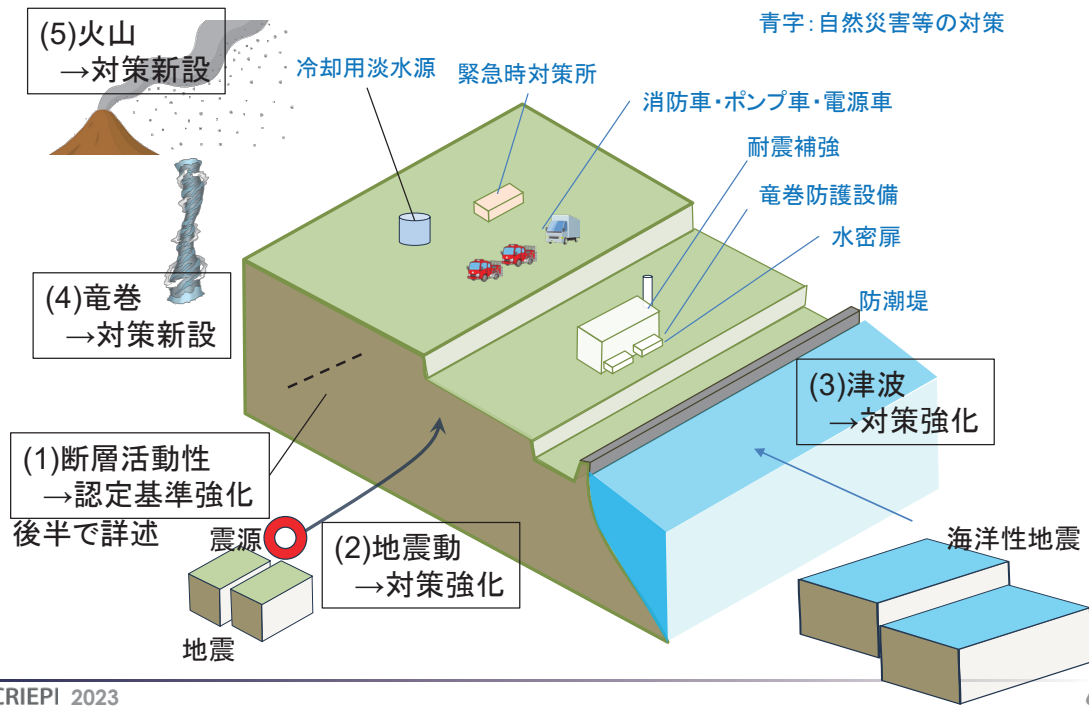 青字：自然災害等の対策
(5)火山
→対策新設
冷却用淡水源
緊急時対策所
消防車・ポンプ車・電源車
耐震補強
竜巻防護設備
水密扉
防潮堤
(4)竜巻
→対策新設
(3)津波
→対策強化
(1)断層活動性
→認定基準強化
後半で詳述
震源
(2)地震動
→対策強化
海洋性地震
地震
CRIEPI 2023